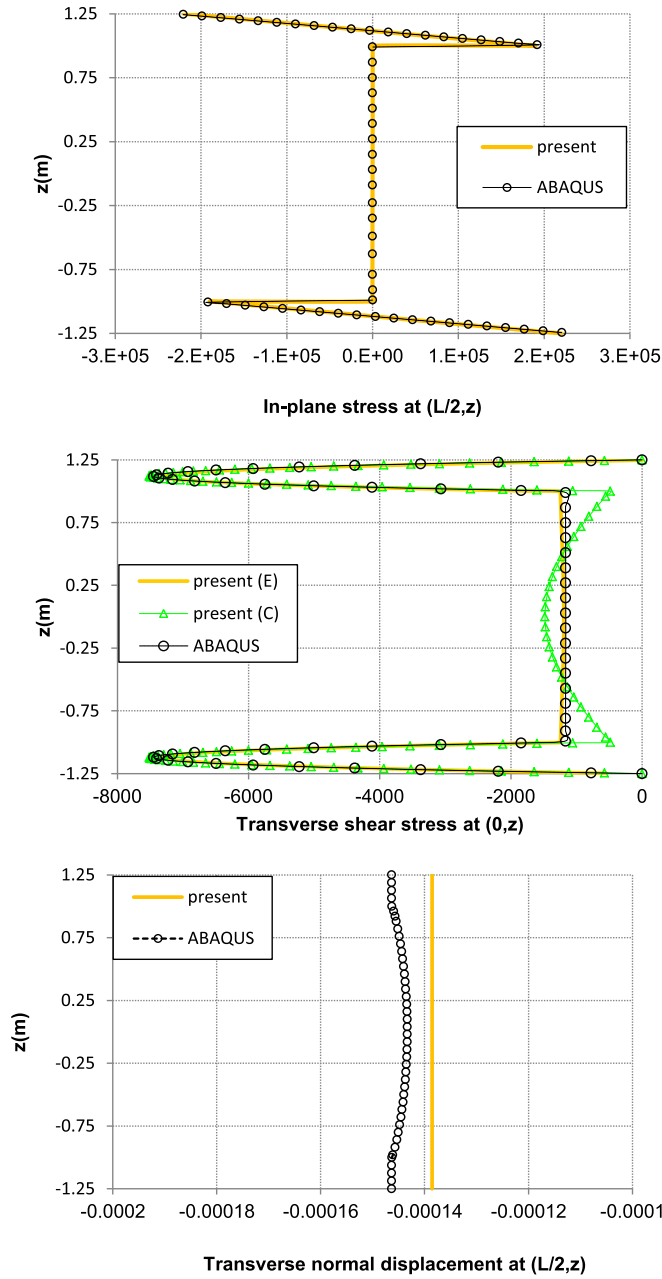 1.25
0.75
0.25
-0.25
-0.75
-1.25
z(m)
present
ABAQUS
-3.E+05 -2.E+05 -1.E+05 0.E+00 1.E+05 2.E+05 3.E+05
In-plane stress at (L/2,z)
1.25
0.75
0.25
-0.25
-0.75
-1.25
z(m)
present (E)
present (C)
ABAQUS
-8000 -6000 -4000 -2000 0
Transverse shear stress at (0,z)
1.25
0.75
0.25
-0.25
-0.75
-1.25
z(m)
present
ABAQUS
-0.0002 -0.00018 -0.00016 -0.00014 -0.00012 -0.0001
Transverse normal displacement at (L/2,z)